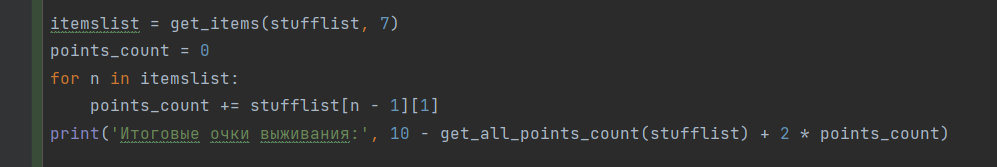 itemslist = get_items(stufflist, 7)
points_count = 0
for n in itemslist:
    points_count += stufflist[n - 1][1]
print('Итоговые очки выживания:', 10 - get_all_points_count(stufflist) + 2 * points_count)